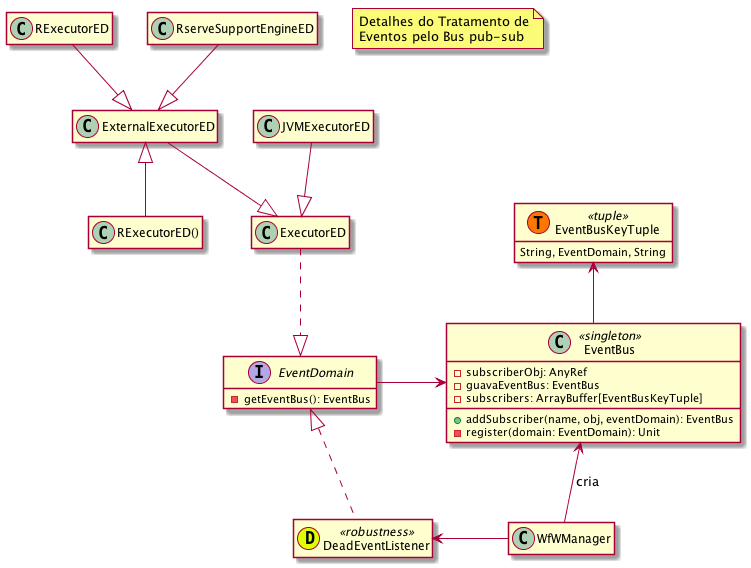 C RExecutorED
C RserveSupportEngineED
Detalhes do Tratamento de
Eventos pelo Bus pub-sub
C ExternalExecutorED
C JVMExecutorED
C RExecutorED()
C ExecutorED
T «tuple»
EventBusKeyTuple
String, EventDomain, String
C «singleton»
EventBus
subscriberObj: AnyRef
guavaEventBus: EventBus
subscribers: ArrayBuffer[EventBusKeyTuple]
addSubscriber(name, obj, eventDomain): EventBus
register(domain: EventDomain): Unit
I EventDomain
getEventBus(): EventBus
cria
D «robustness»
DeadEventListener
C WfWManager